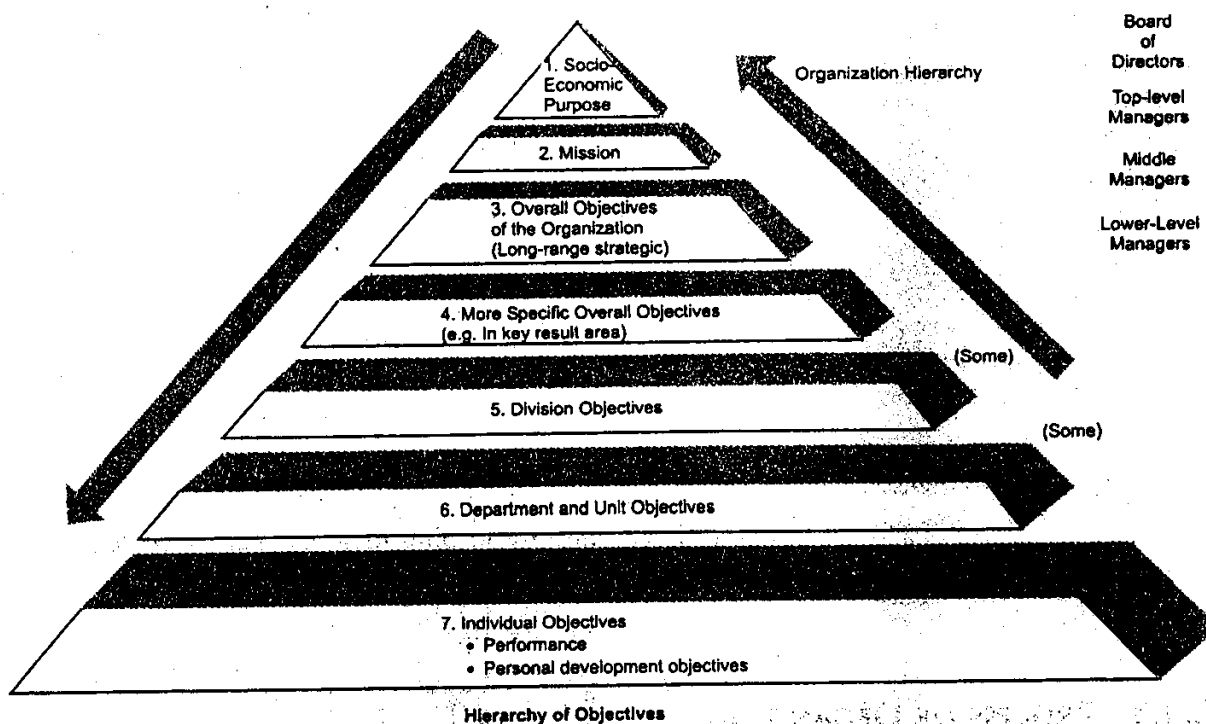 1. Socio-
Economic
Purpose
2. Mission
3. Overall Objectives
of the Organization
(Long-range strategic)
4. More Specific Overall Objectives
(e.g. In key result area)
(Some)
5. Division Objectives
(Some)
6. Department and Unit Objectives
7. Individual Objectives
• Performance
• Personal development objectives
Organization Hierarchy
Board
of
Directors
Top-level
Managers
Middle
Managers
Lower-Level
Managers
Hierarchy of Objectives